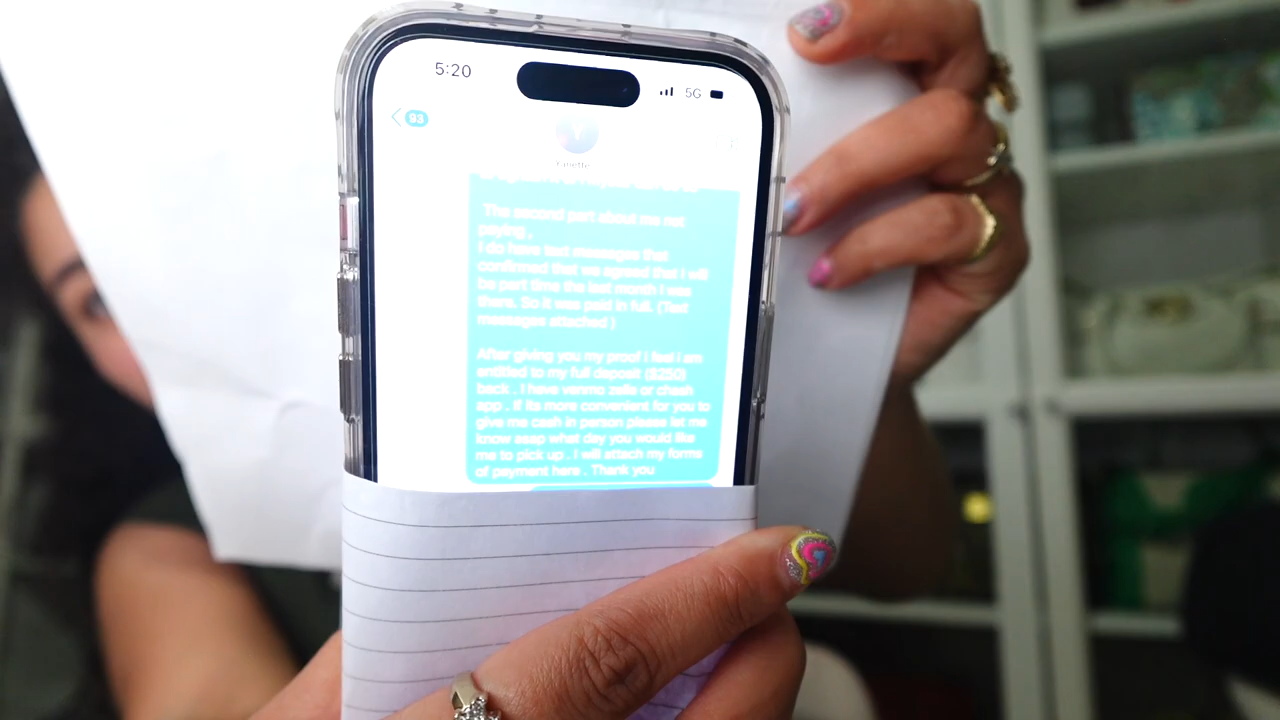 5:20
5G
93
The second part about me not
paying ,
I do have text messages that
confirmed that we agreed that I will
be part time the last month I was
there. So it was paid in full. (Text
messages attached )
After giving you my proof I feel I am
entitled to my full deposit ($250)
back . I have venmo zelle or chash
app . If its more convenient for you to
give me cash in person please let me
know asap what day you would like
me to pick up . I will attach my forms
of payment here . Thank you